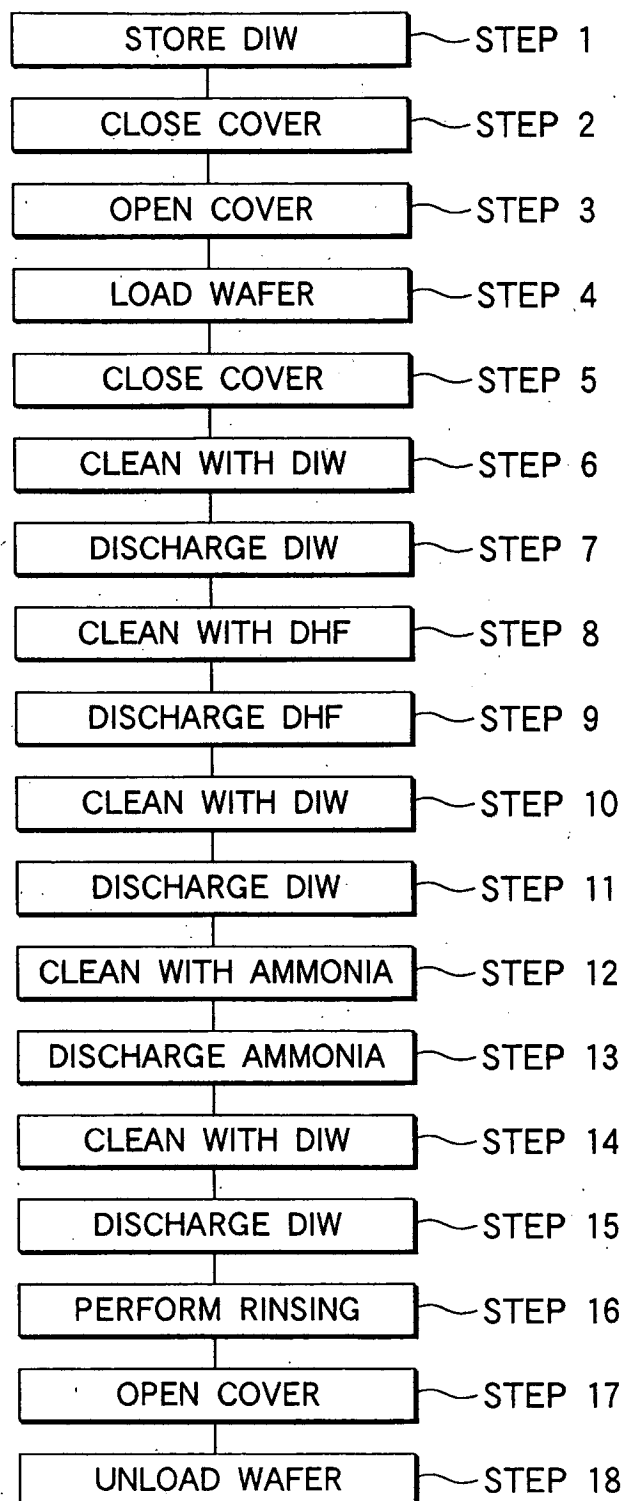 STORE DIW STEP 1
CLOSE COVER STEP 2
OPEN COVER STEP 3
LOAD WAFER STEP 4
CLOSE COVER STEP 5
CLEAN WITH DIW STEP 6
DISCHARGE DIW STEP 7
CLEAN WITH DHF STEP 8
DISCHARGE DHF STEP 9
CLEAN WITH DIW STEP 10
DISCHARGE DIW STEP 11
CLEAN WITH AMMONIA STEP 12
DISCHARGE AMMONIA STEP 13
CLEAN WITH DIW STEP 14
DISCHARGE DIW STEP 15
PERFORM RINSING STEP 16
OPEN COVER STEP 17
UNLOAD WAFER STEP 18